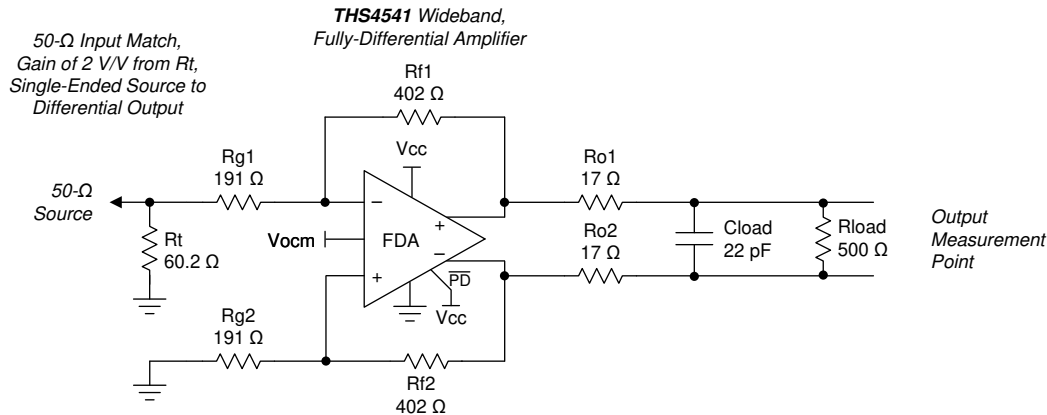 THS4541 Wideband,
Fully-Differential Amplifier
50-Ω Input Match,
Gain of 2 V/V from Rt,
Single-Ended Source to
Differential Output
Rf1
402 Ω
Vcc
Rg1
191 Ω
Ro1
17 Ω
50-Ω
Source
Rt
60.2 Ω
Vocm
−
+
FDA
+
−
PD
Vcc
Ro2
17 Ω
Cload
22 pF
Rload
500 Ω
Output
Measurement
Point
Rg2
191 Ω
Rf2
402 Ω